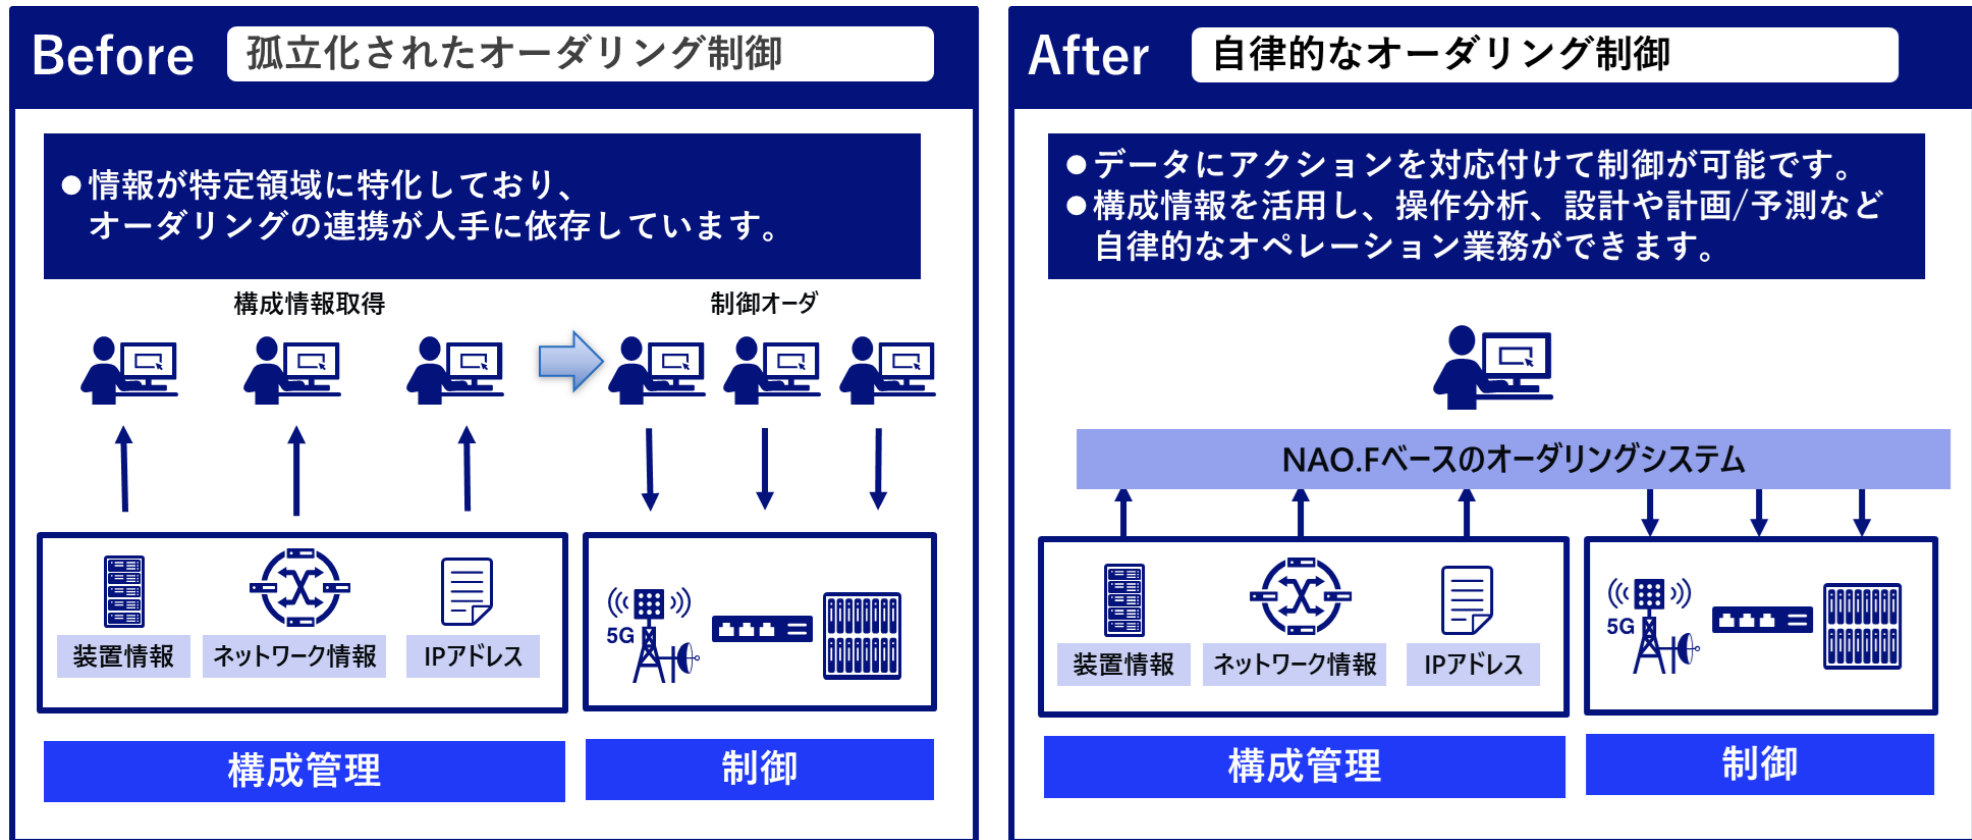 Before
孤立化されたオーダリング制御
●情報が特定領域に特化しており、
オーダリングの連携が人手に依存しています。
構成情報取得
制御オーダ
装置情報
ネットワーク情報
IPアドレス
5G
構成管理
制御
After
自律的なオーダリング制御
●データにアクションを対応付けて制御が可能です。
●構成情報を活用し、操作分析、設計や計画/予測など
自律的なオペレーション業務ができます。
NAO.Fベースのオーダリングシステム
装置情報
ネットワーク情報
IPアドレス
5G
構成管理
制御